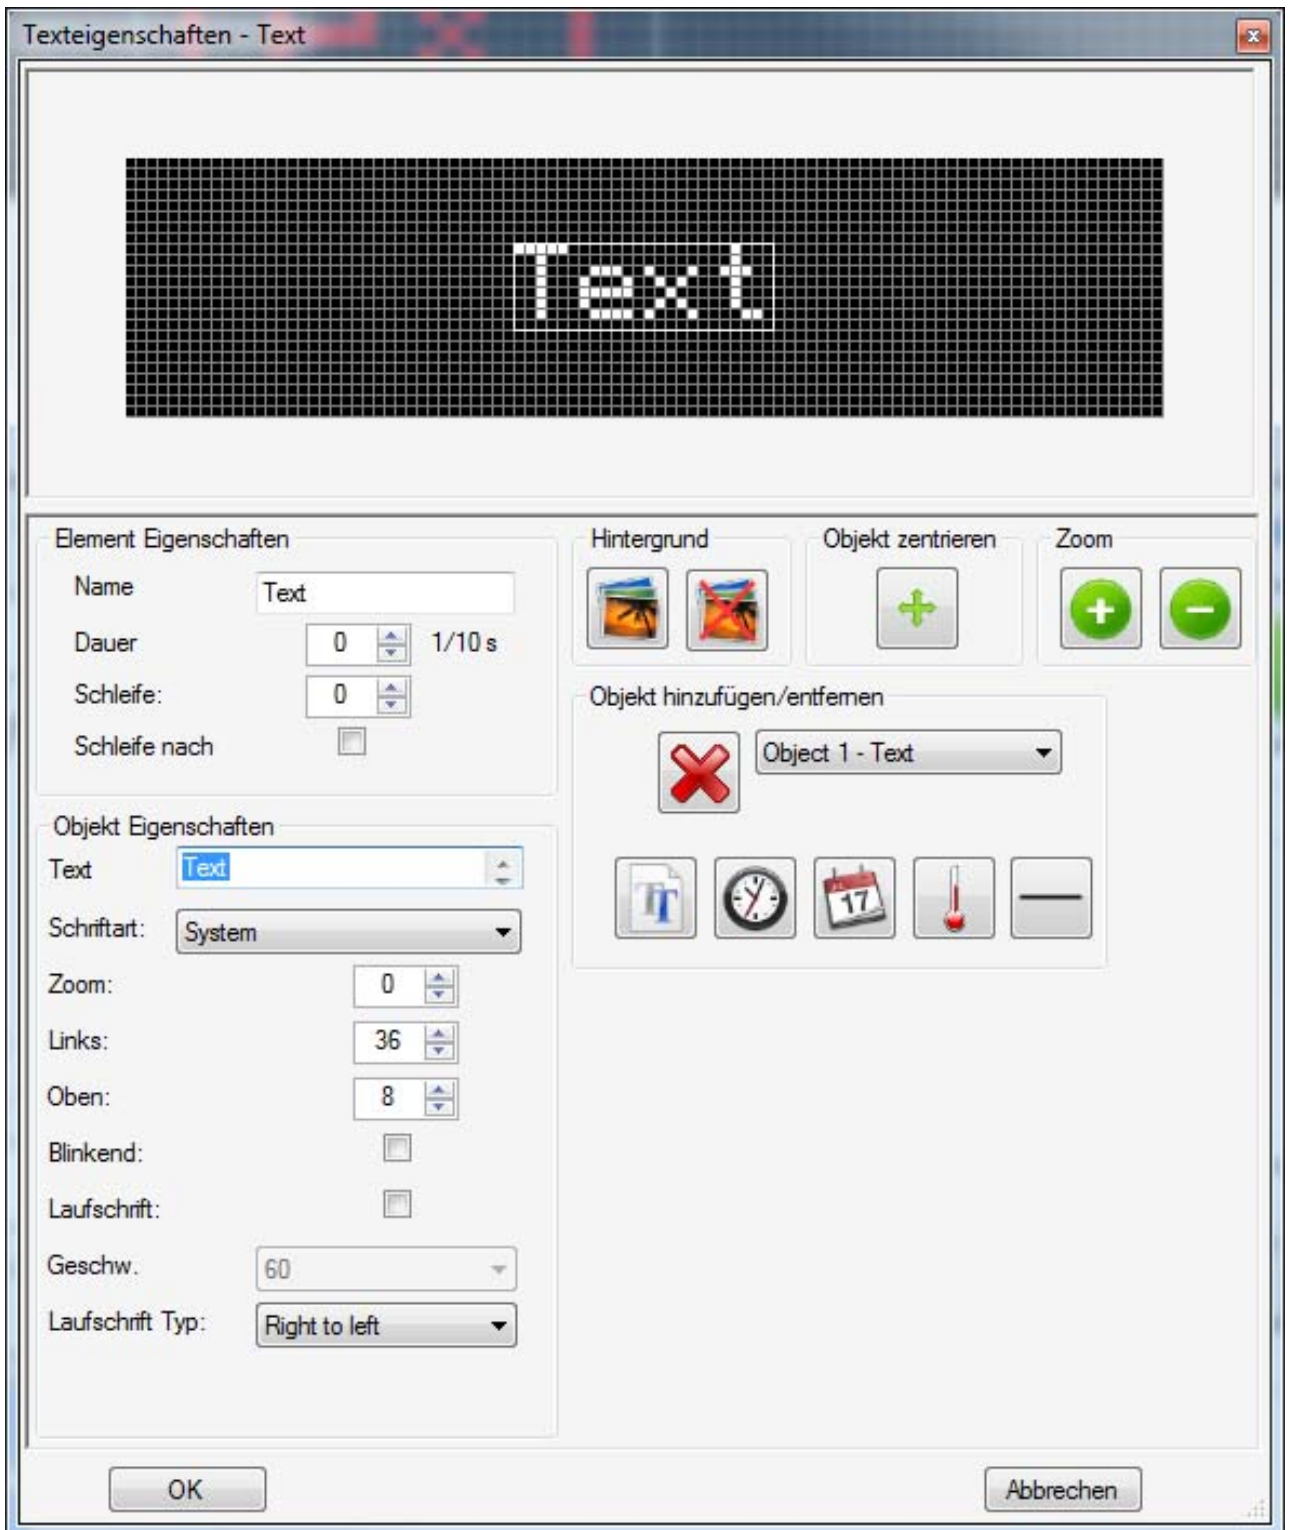 Texteigenschaften - Text
Text
Element Eigenschaften
Name Text
Dauer 0 1/10 s
Schleife: 0
Schleife nach
Hintergrund
Objekt zentrieren
Zoom
Objekt hinzufügen/entfernen
Object 1 - Text
TT
17
Objekt Eigenschaften
Text Text
Schriftart: System
Zoom: 0
Links: 36
Oben: 8
Blinkend:
Laufschrift:
Geschw. 60
Laufschrift Typ: Right to left
OK
Abbrechen